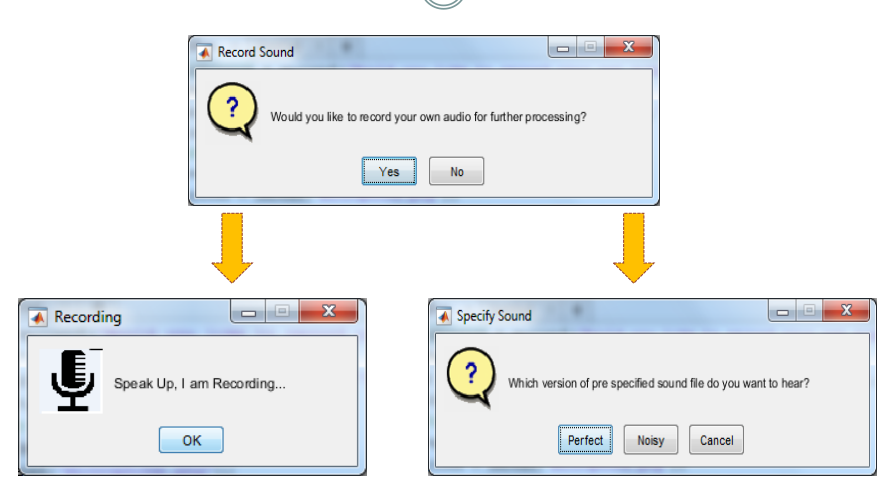 Record Sound
?
Would you like to record your own audio for further processing?
Yes No
Recording
Speak Up, I am Recording...
OK
Specify Sound
?
Which version of pre specified sound file do you want to hear?
Perfect Noisy Cancel